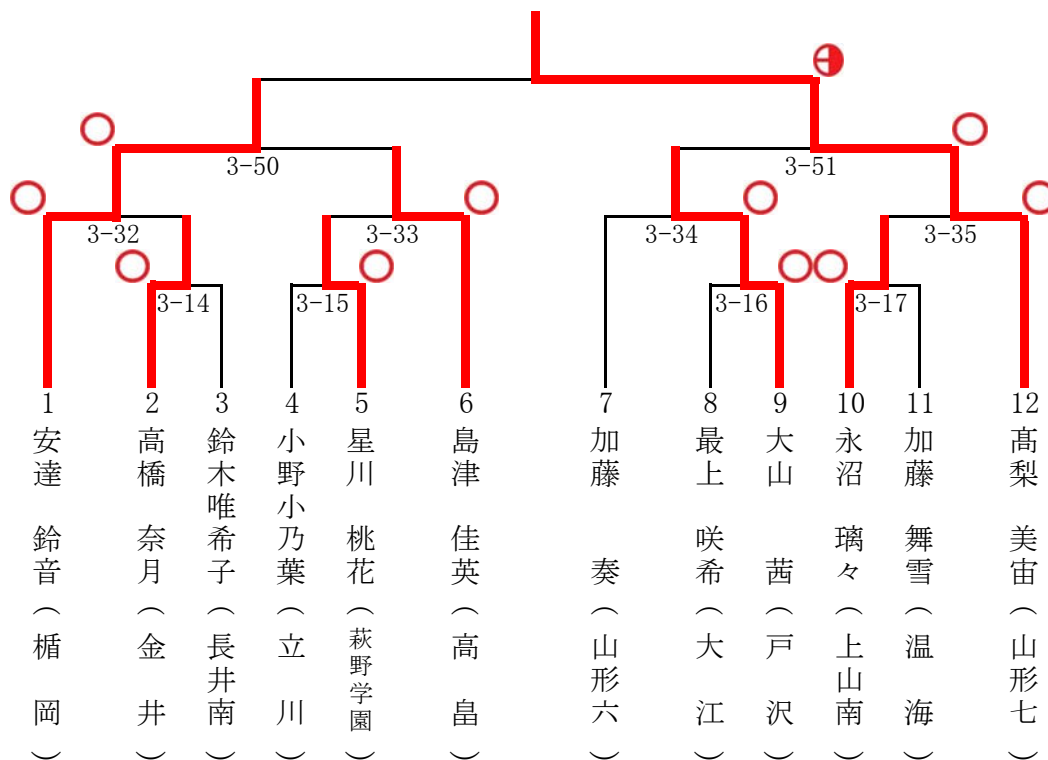 3-50
3-51
3-32
3-33
3-34
3-35
3-14
3-15
3-16
3-17
1
2
3
4
5
6
7
8
9
10
11
12
安達 鈴音(楯岡)
高橋 奈月(金井)
鈴木唯希子(長井南)
小野小乃葉(立川)
星川 桃花(萩野学園)
島津 佳英(高畠)
加藤 奏(山形六)
最上 咲希(大江)
大山 茜(戸沢)
永沼 璃々(上山南)
加藤 舞雪(温海)
髙梨 美宙(山形七)